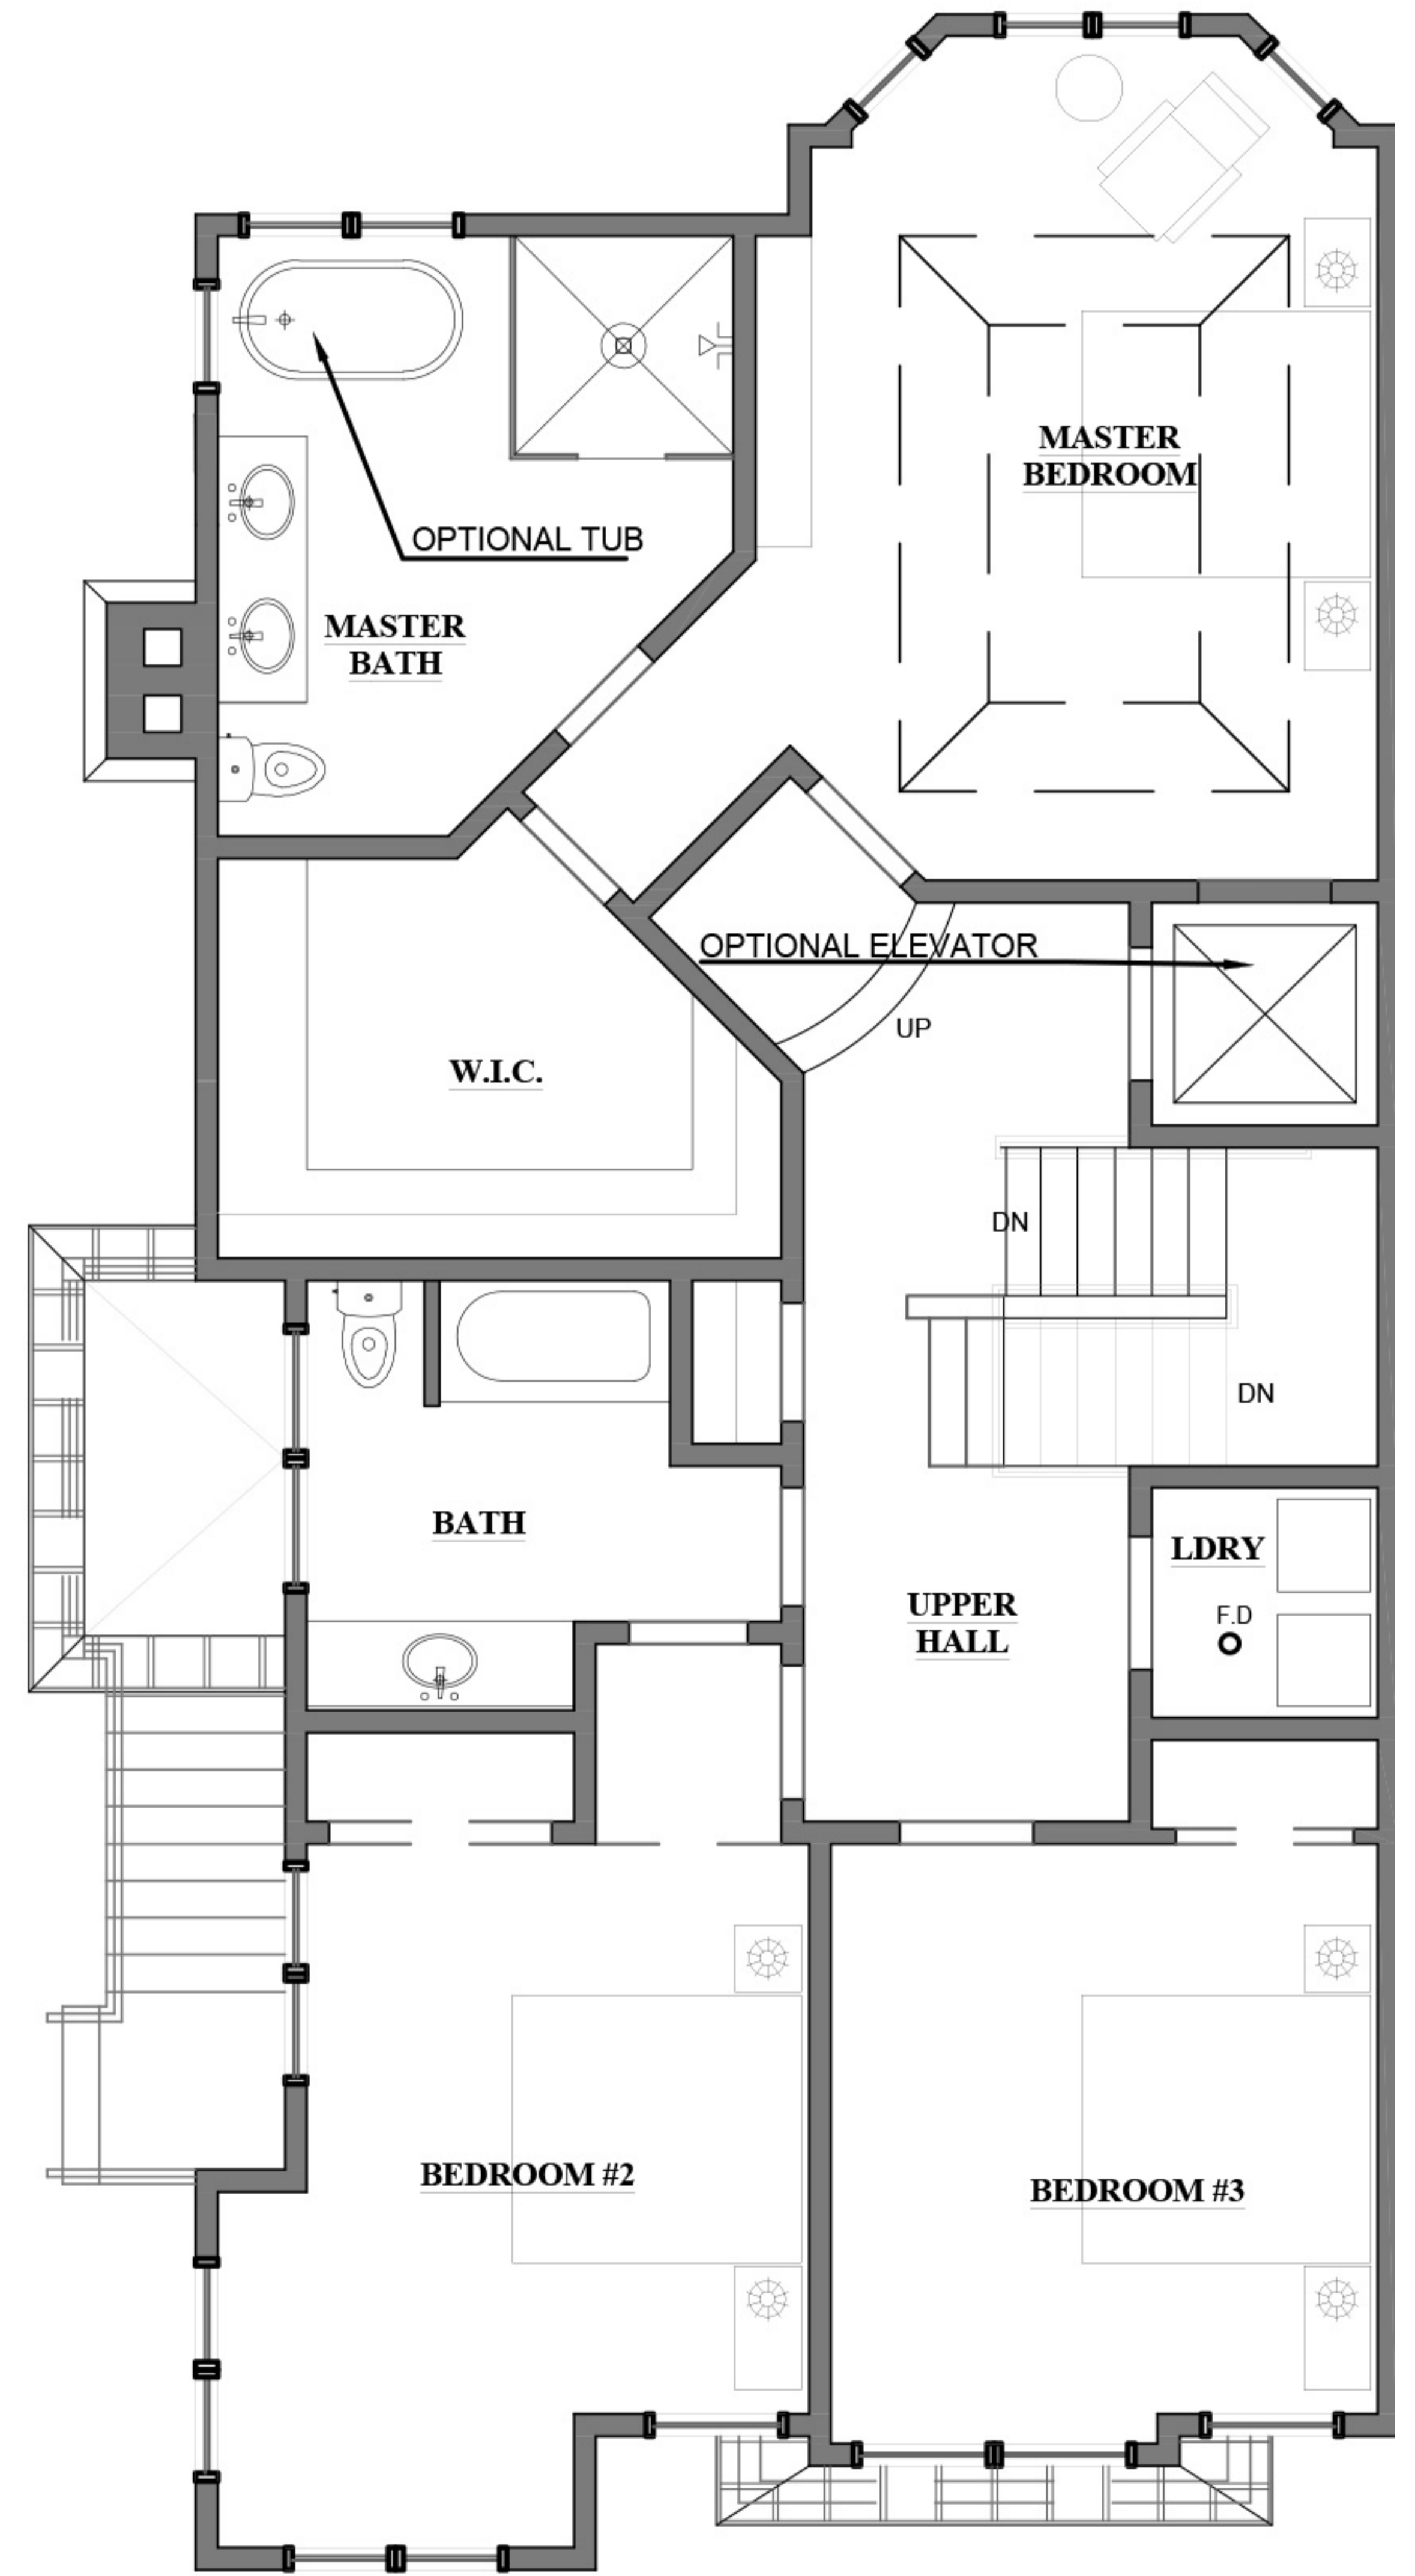 MASTER
BEDROOM
OPTIONAL TUB
MASTER
BATH
OPTIONAL ELEVATOR
UP
W.I.C.
DN
DN
BATH
LDRY
F.D
UPPER
HALL
BEDROOM #2
BEDROOM #3